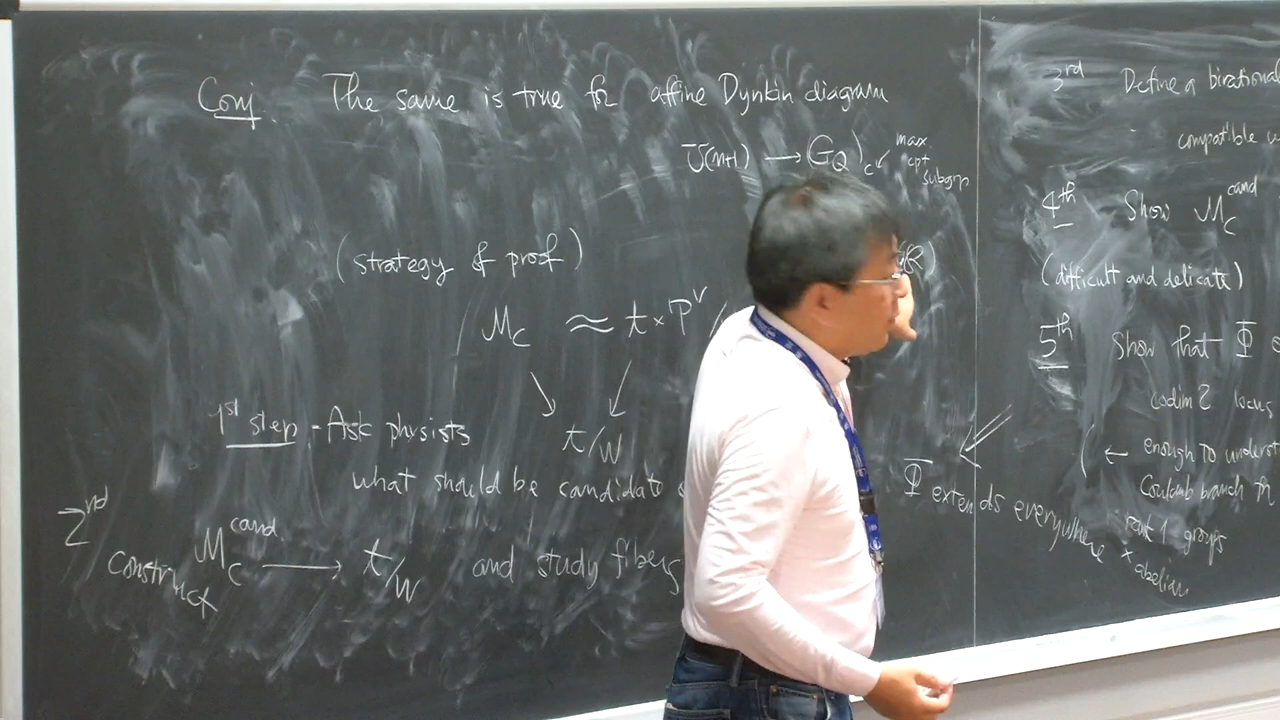 Conj. The same is true for affine Dynkin diagram
U(n+1) → (G_Q)_c ↙ max cpt subgrp
(strategy of proof)
M_C ≈ t × T^∨ /
↘ ↙
t/W
1st step - Ask physists
what should be candidate
2rd
construct M_C^cand → t/W and study fibers
Φ extends everywhere
3rd Define a birational
compatible
4th Show M_C^cand
(difficult and delicate)
5th Show that Φ
codim 2 locus
( ← enough to underst
Coulomb branch for
rank 1 groups
× abelian